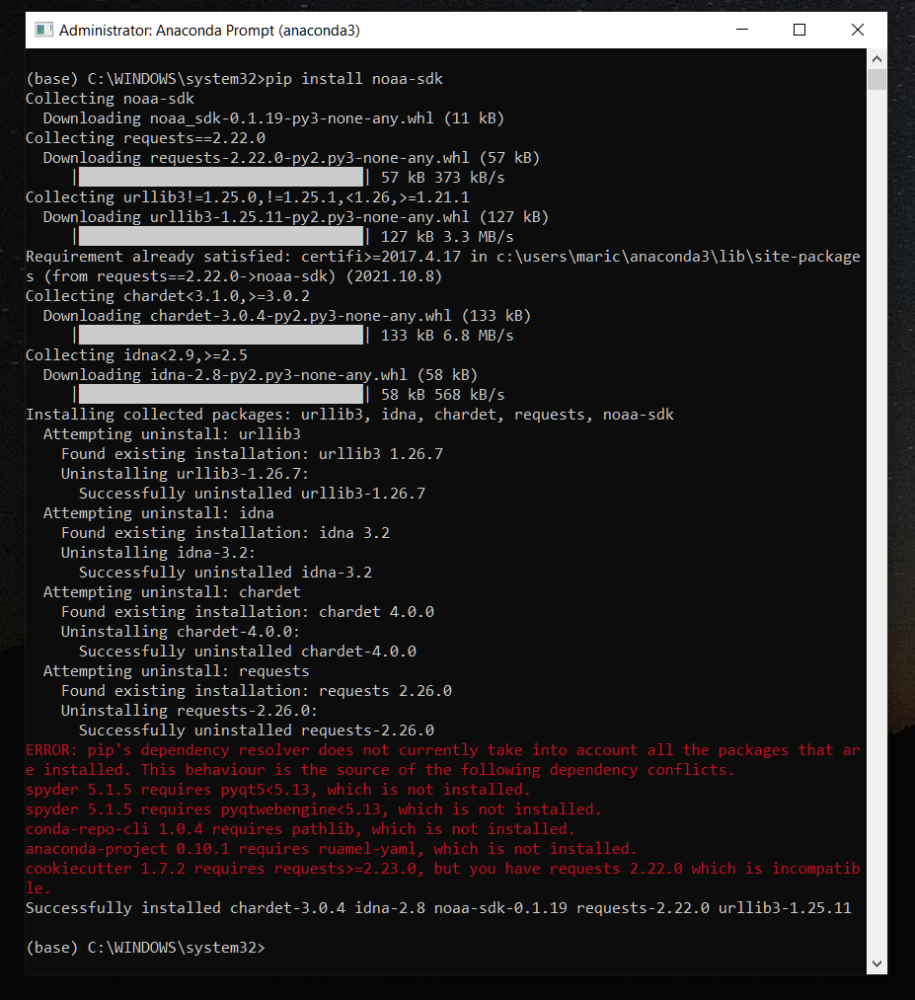 Administrator: Anaconda Prompt (anaconda3)
(base) C:\WINDOWS\system32>pip install noaa-sdk
Collecting noaa-sdk
  Downloading noaa_sdk-0.1.19-py3-none-any.whl (11 kB)
Collecting requests==2.22.0
  Downloading requests-2.22.0-py2.py3-none-any.whl (57 kB)
     |████████████████████████████████| 57 kB 373 kB/s
Collecting urllib3!=1.25.0,!=1.25.1,<1.26,>=1.21.1
  Downloading urllib3-1.25.11-py2.py3-none-any.whl (127 kB)
     |████████████████████████████████| 127 kB 3.3 MB/s
Requirement already satisfied: certifi>=2017.4.17 in c:\users\maric\anaconda3\lib\site-package
s (from requests==2.22.0->noaa-sdk) (2021.10.8)
Collecting chardet<3.1.0,>=3.0.2
  Downloading chardet-3.0.4-py2.py3-none-any.whl (133 kB)
     |████████████████████████████████| 133 kB 6.8 MB/s
Collecting idna<2.9,>=2.5
  Downloading idna-2.8-py2.py3-none-any.whl (58 kB)
     |████████████████████████████████| 58 kB 568 kB/s
Installing collected packages: urllib3, idna, chardet, requests, noaa-sdk
  Attempting uninstall: urllib3
    Found existing installation: urllib3 1.26.7
    Uninstalling urllib3-1.26.7:
      Successfully uninstalled urllib3-1.26.7
  Attempting uninstall: idna
    Found existing installation: idna 3.2
    Uninstalling idna-3.2:
      Successfully uninstalled idna-3.2
  Attempting uninstall: chardet
    Found existing installation: chardet 4.0.0
    Uninstalling chardet-4.0.0:
      Successfully uninstalled chardet-4.0.0
  Attempting uninstall: requests
    Found existing installation: requests 2.26.0
    Uninstalling requests-2.26.0:
      Successfully uninstalled requests-2.26.0
ERROR: pip's dependency resolver does not currently take into account all the packages that ar
e installed. This behaviour is the source of the following dependency conflicts.
spyder 5.1.5 requires pyqt5<5.13, which is not installed.
spyder 5.1.5 requires pyqtwebengine<5.13, which is not installed.
conda-repo-cli 1.0.4 requires pathlib, which is not installed.
anaconda-project 0.10.1 requires ruamel-yaml, which is not installed.
cookiecutter 1.7.2 requires requests>=2.23.0, but you have requests 2.22.0 which is incompatib
le.
Successfully installed chardet-3.0.4 idna-2.8 noaa-sdk-0.1.19 requests-2.22.0 urllib3-1.25.11
(base) C:\WINDOWS\system32>